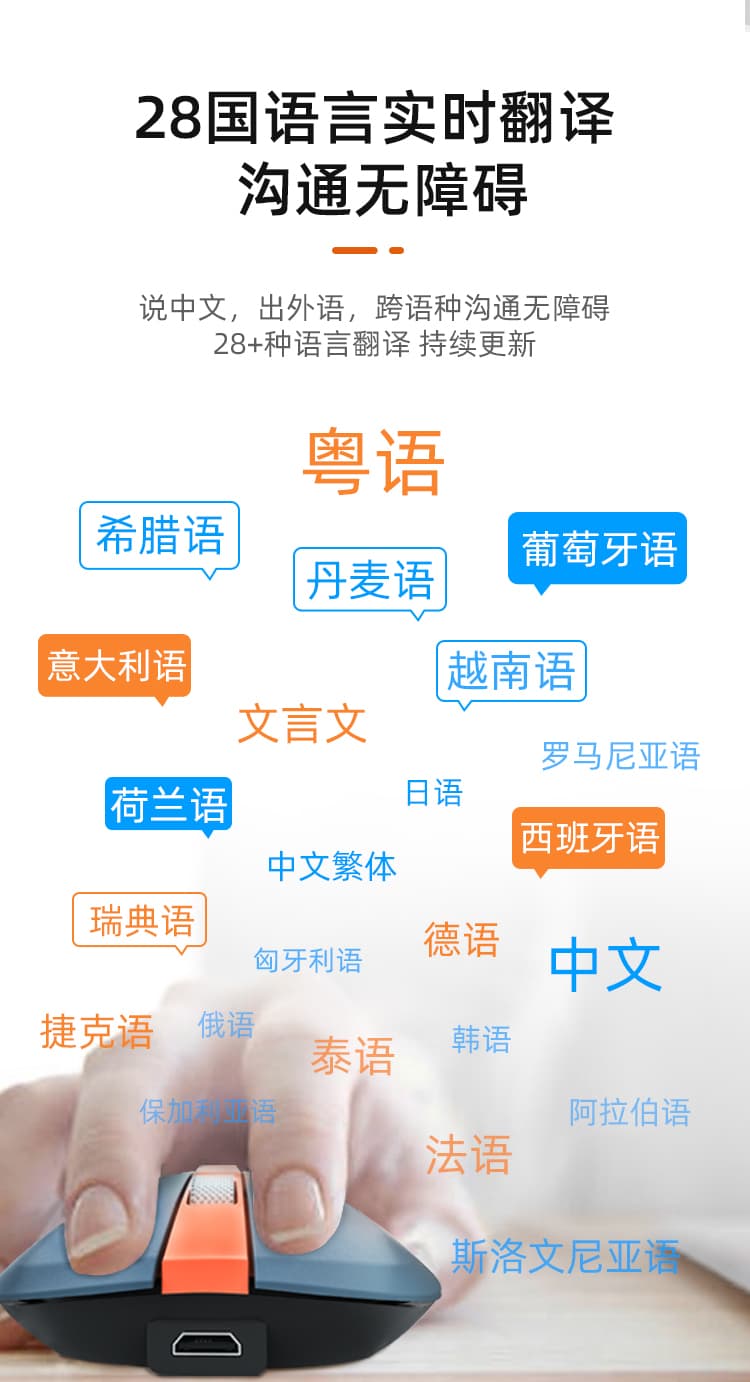 28国语言实时翻译
沟通无障碍
说中文，出外语，跨语种沟通无障碍
28+种语言翻译 持续更新
粤语
希腊语
葡萄牙语
丹麦语
意大利语
越南语
文言文
罗马尼亚语
日语
荷兰语
西班牙语
中文繁体
瑞典语
德语
匈牙利语
中文
捷克语
俄语
韩语
泰语
保加利亚语
阿拉伯语
法语
斯洛文尼亚语